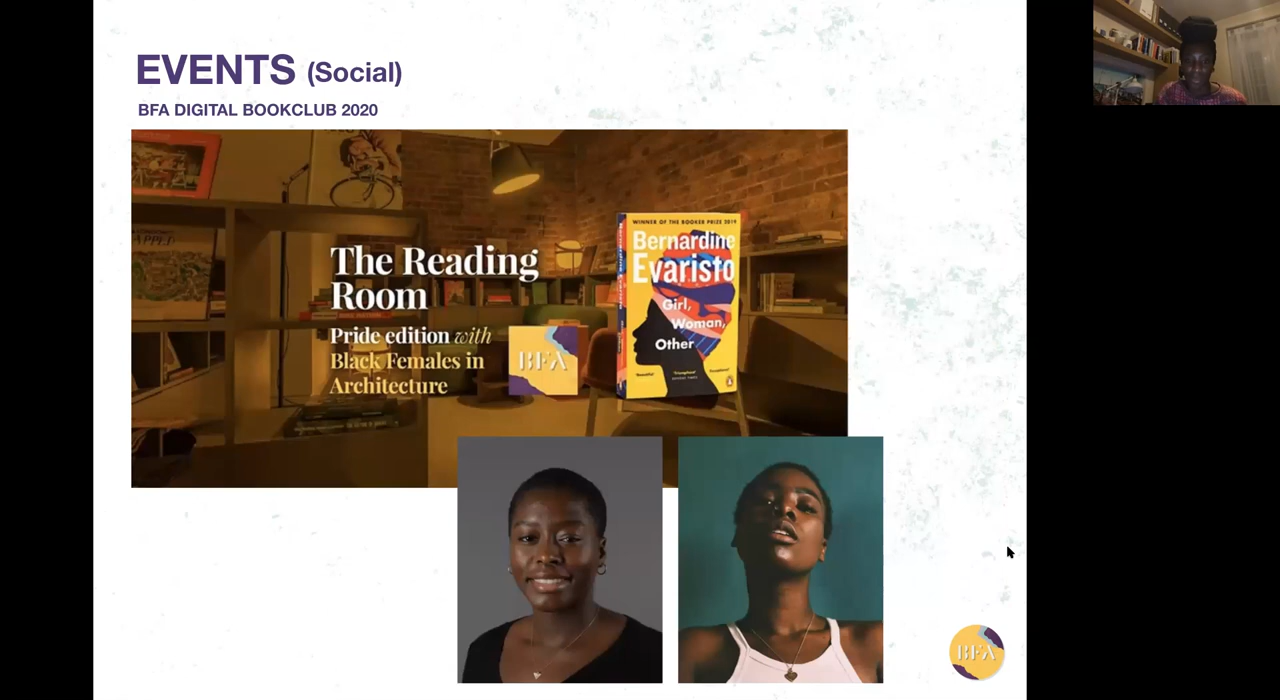 EVENTS (Social)
BFA DIGITAL BOOKCLUB 2020
The Reading
Room
Pride edition with
Black Females in
Architecture
BFA
WINNER OF THE BOOKER PRIZE 2019
Bernardine
Evaristo
Girl,
Woman,
Other
BFA